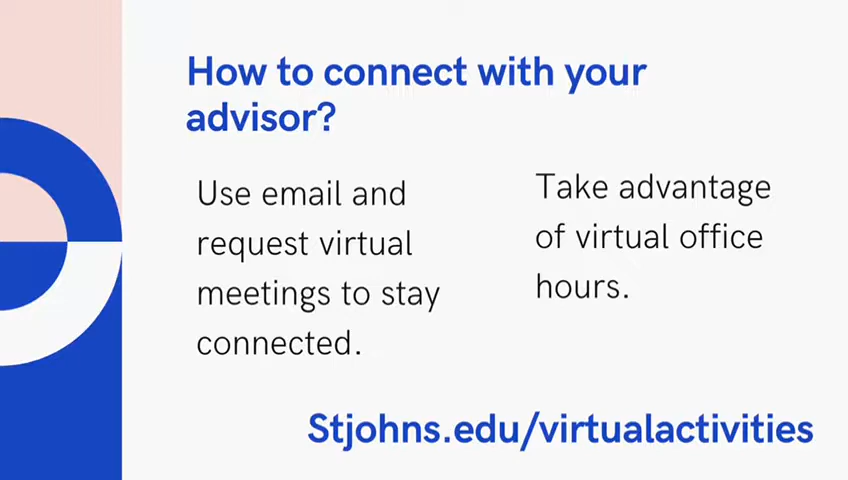 How to connect with your
advisor?
Use email and
request virtual
meetings to stay
connected.
Take advantage
of virtual office
hours.
Stjohns.edu/virtualactivities